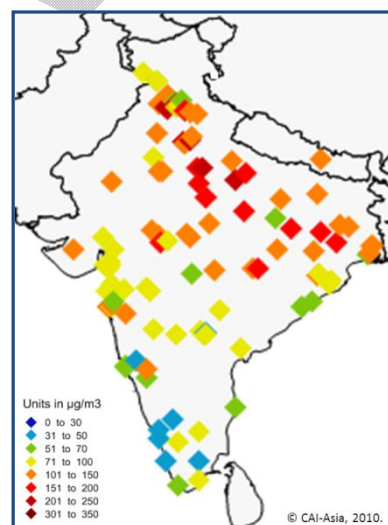 Units in µg/m3
0 to 30
31 to 50
51 to 70
71 to 100
101 to 150
151 to 200
201 to 250
301 to 350
© CAI-Asia, 2010.